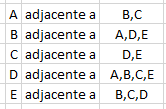 A adjacente a B,C
B adjacente a A,D,E
C adjacente a D,E
D adjacente a A,B,C,E
E adjacente a B,C,D